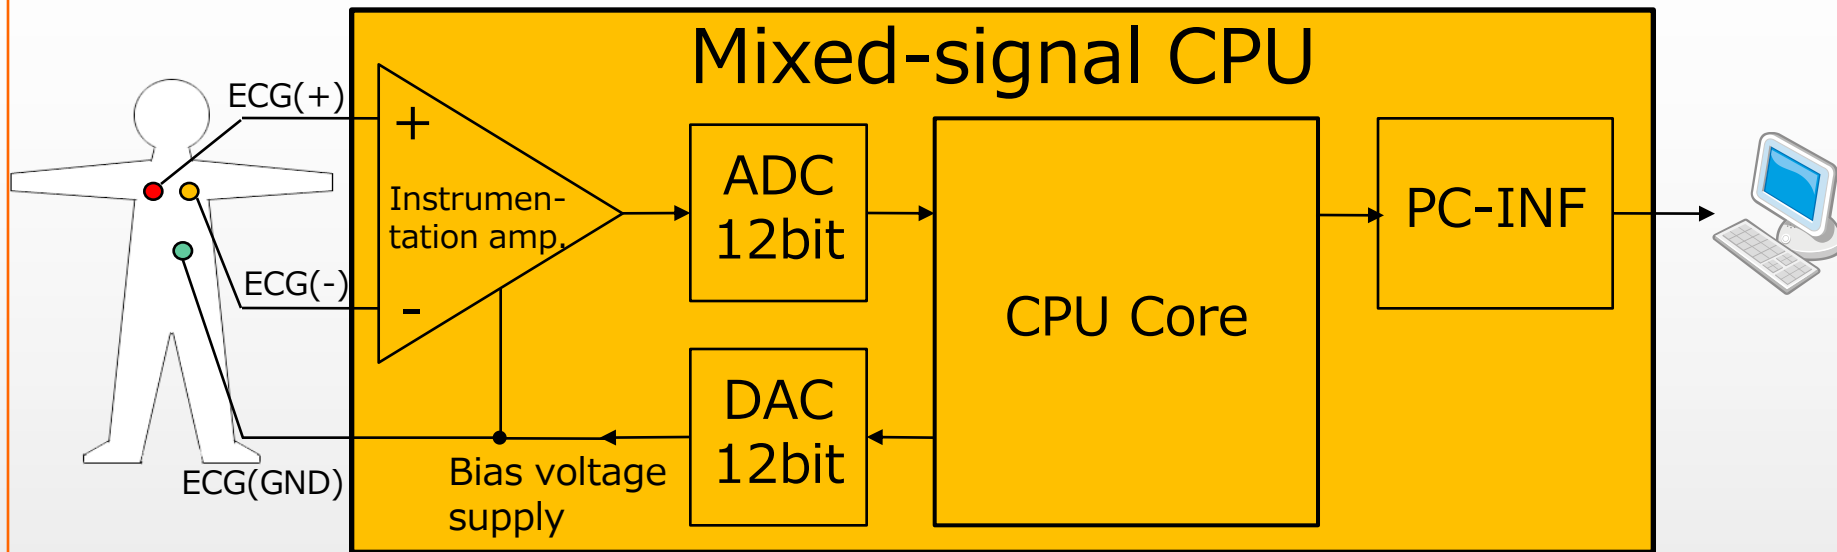 Mixed-signal CPU
ECG(+)
+
Instrumen-
tation amp.
-
ADC
12bit
CPU Core
PC-INF
ECG(-)
DAC
12bit
ECG(GND)
Bias voltage
supply